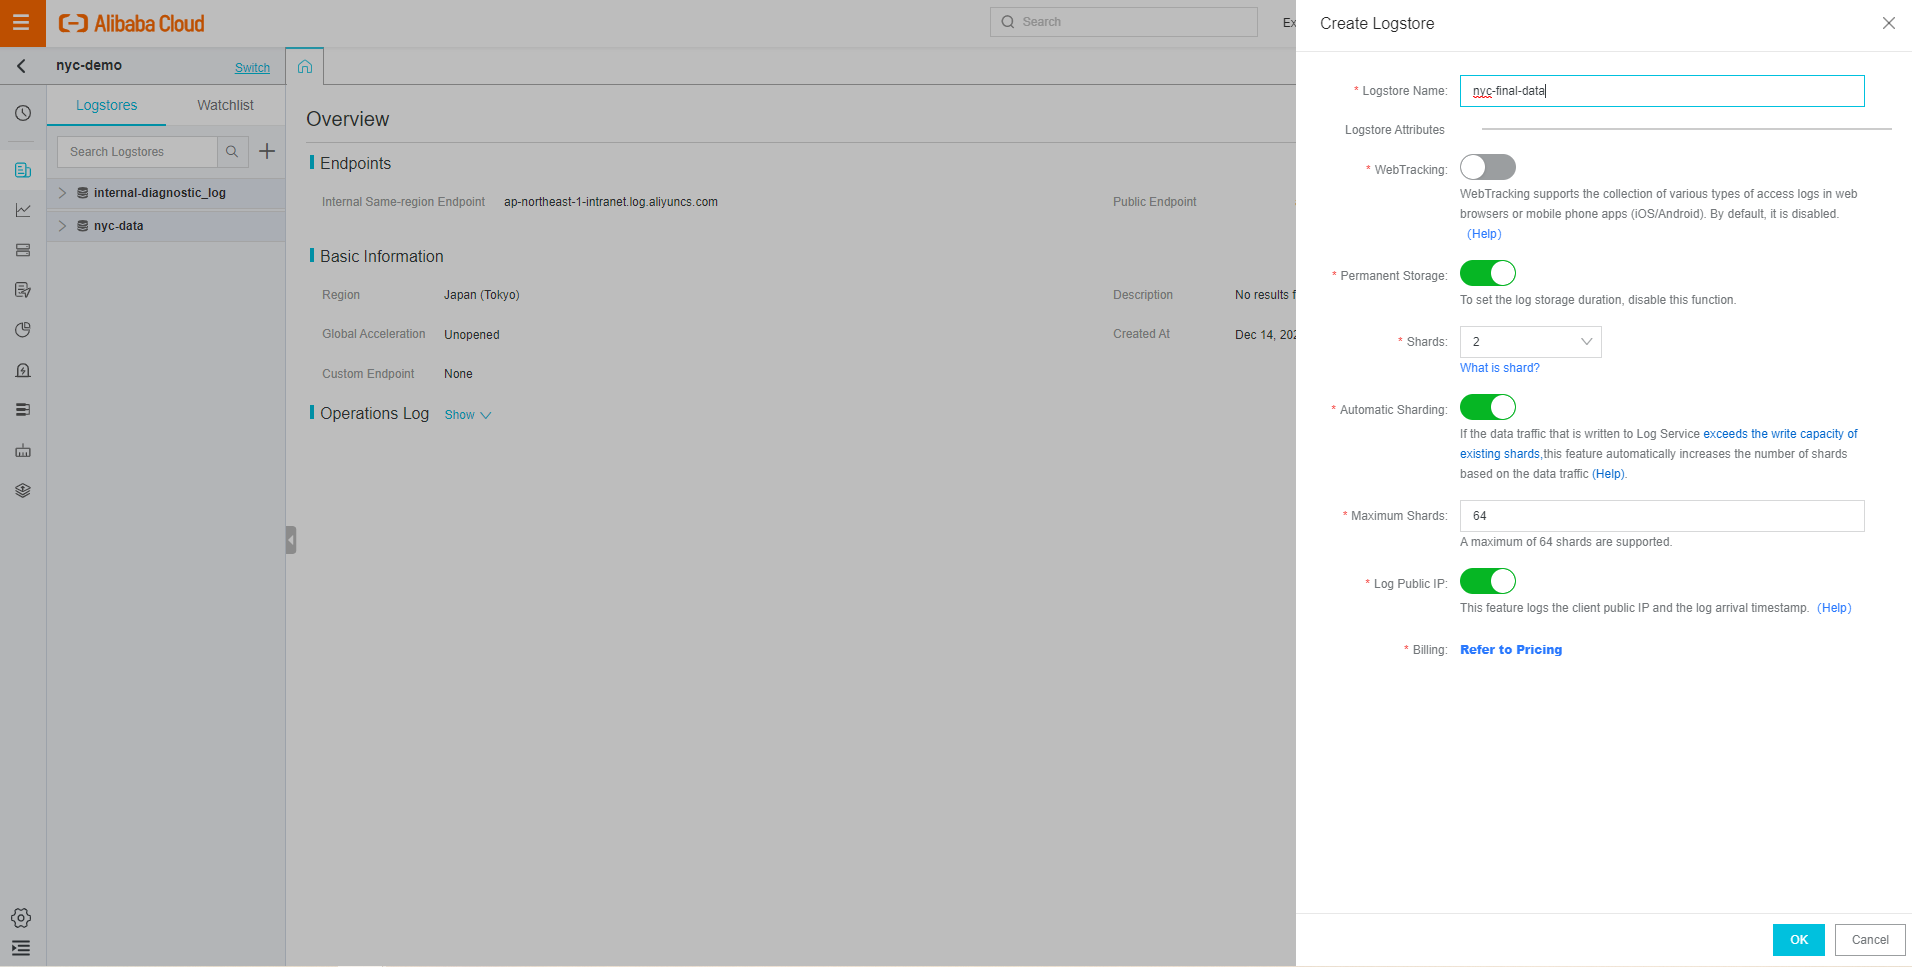 Alibaba Cloud
Search
nyc-demo
Switch
Logstores
Watchlist
Search Logstores
internal-diagnostic_log
nyc-data
Overview
Endpoints
Internal Same-region Endpoint ap-northeast-1-intranet.log.aliyuncs.com
Public Endpoint
Basic Information
Region Japan (Tokyo)
Description No results
Global Acceleration Unopened
Created At Dec 14, 202
Custom Endpoint None
Operations Log Show
Create Logstore
* Logstore Name: nyc-final-data
Logstore Attributes
* WebTracking:
WebTracking supports the collection of various types of access logs in web
browsers or mobile phone apps (iOS/Android). By default, it is disabled.
(Help)
* Permanent Storage:
To set the log storage duration, disable this function.
* Shards: 2
What is shard?
* Automatic Sharding:
If the data traffic that is written to Log Service exceeds the write capacity of
existing shards,this feature automatically increases the number of shards
based on the data traffic (Help).
* Maximum Shards: 64
A maximum of 64 shards are supported.
* Log Public IP:
This feature logs the client public IP and the log arrival timestamp. (Help)
* Billing: Refer to Pricing
OK
Cancel